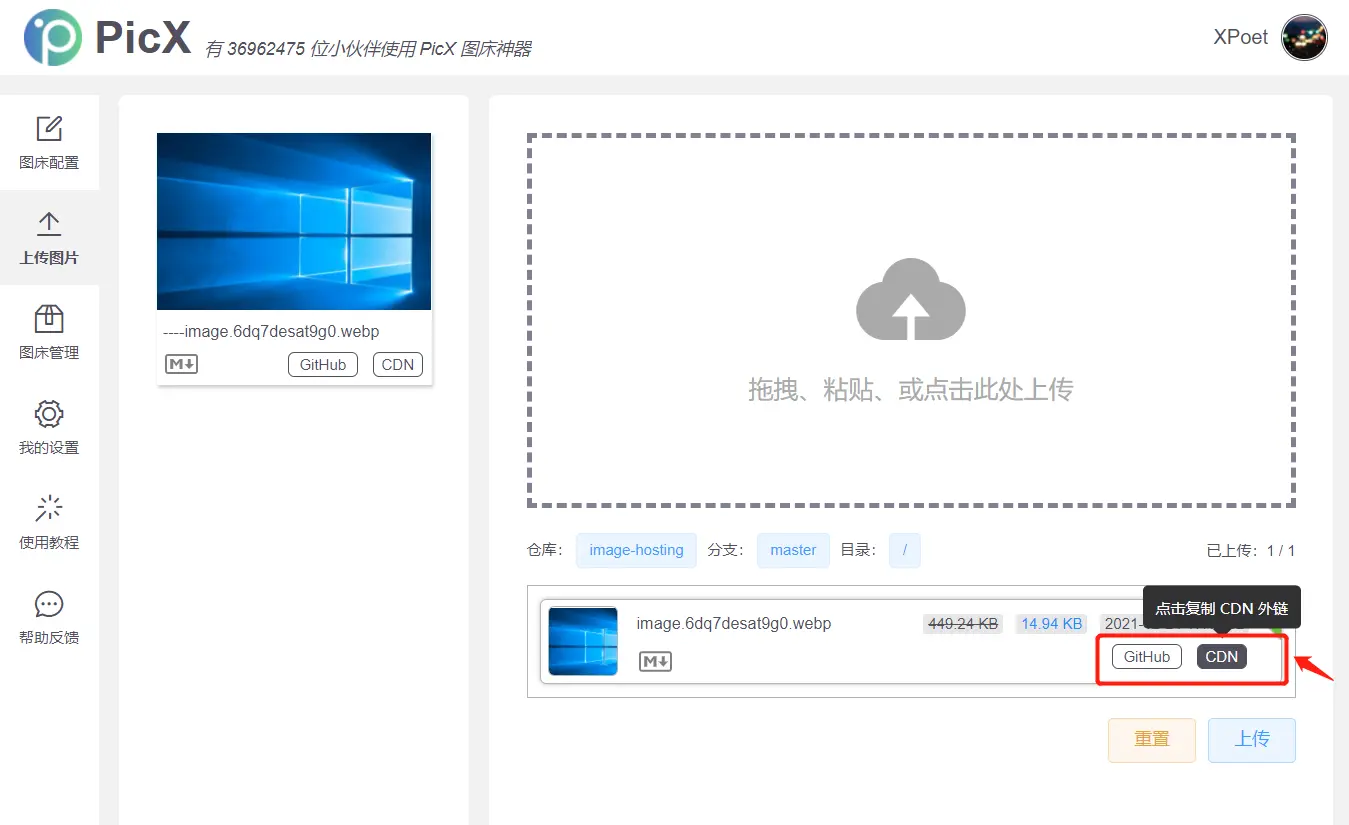 PicX 有 36962475 位小伙伴使用 PicX 图床神器
XPoet
图床配置
上传图片
图床管理
我的设置
使用教程
帮助反馈
----image.6dq7desat9g0.webp
M GitHub CDN
拖拽、粘贴、或点击此处上传
仓库： image-hosting 分支： master 目录： / 已上传：1 / 1
点击复制 CDN 外链
image.6dq7desat9g0.webp 449.24 KB 14.94 KB 2021-
M GitHub CDN
重置 上传